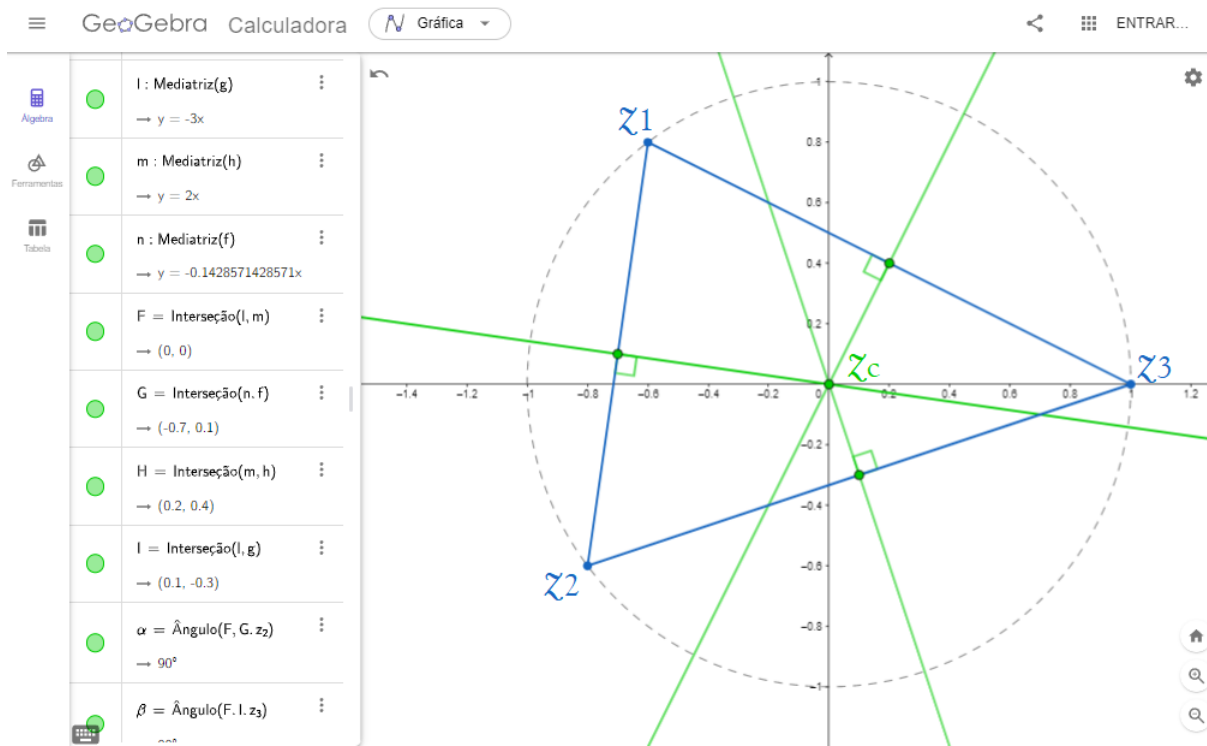 GeoGebra Calculadora Gráfica ENTRAR...
Álgebra
Ferramentas
Tabela
l : Mediatriz(g)
→ y = -3x
m : Mediatriz(h)
→ y = 2x
n : Mediatriz(f)
→ y = -0.1428571428571x
F = Interseção(l, m)
→ (0, 0)
G = Interseção(n, f)
→ (-0.7, 0.1)
H = Interseção(m, h)
→ (0.2, 0.4)
I = Interseção(l, g)
→ (0.1, -0.3)
α = Ângulo(F, G, z₂)
→ 90°
β = Ângulo(F, I, z₃)
z1
z2
z3
zc
1
0.8
0.6
0.4
0.2
-0.2
-0.4
-0.6
-0.8
-1
-1.4 -1.2 -1 -0.8 -0.6 -0.4 -0.2 0 0.2 0.4 0.6 0.8 1 1.2